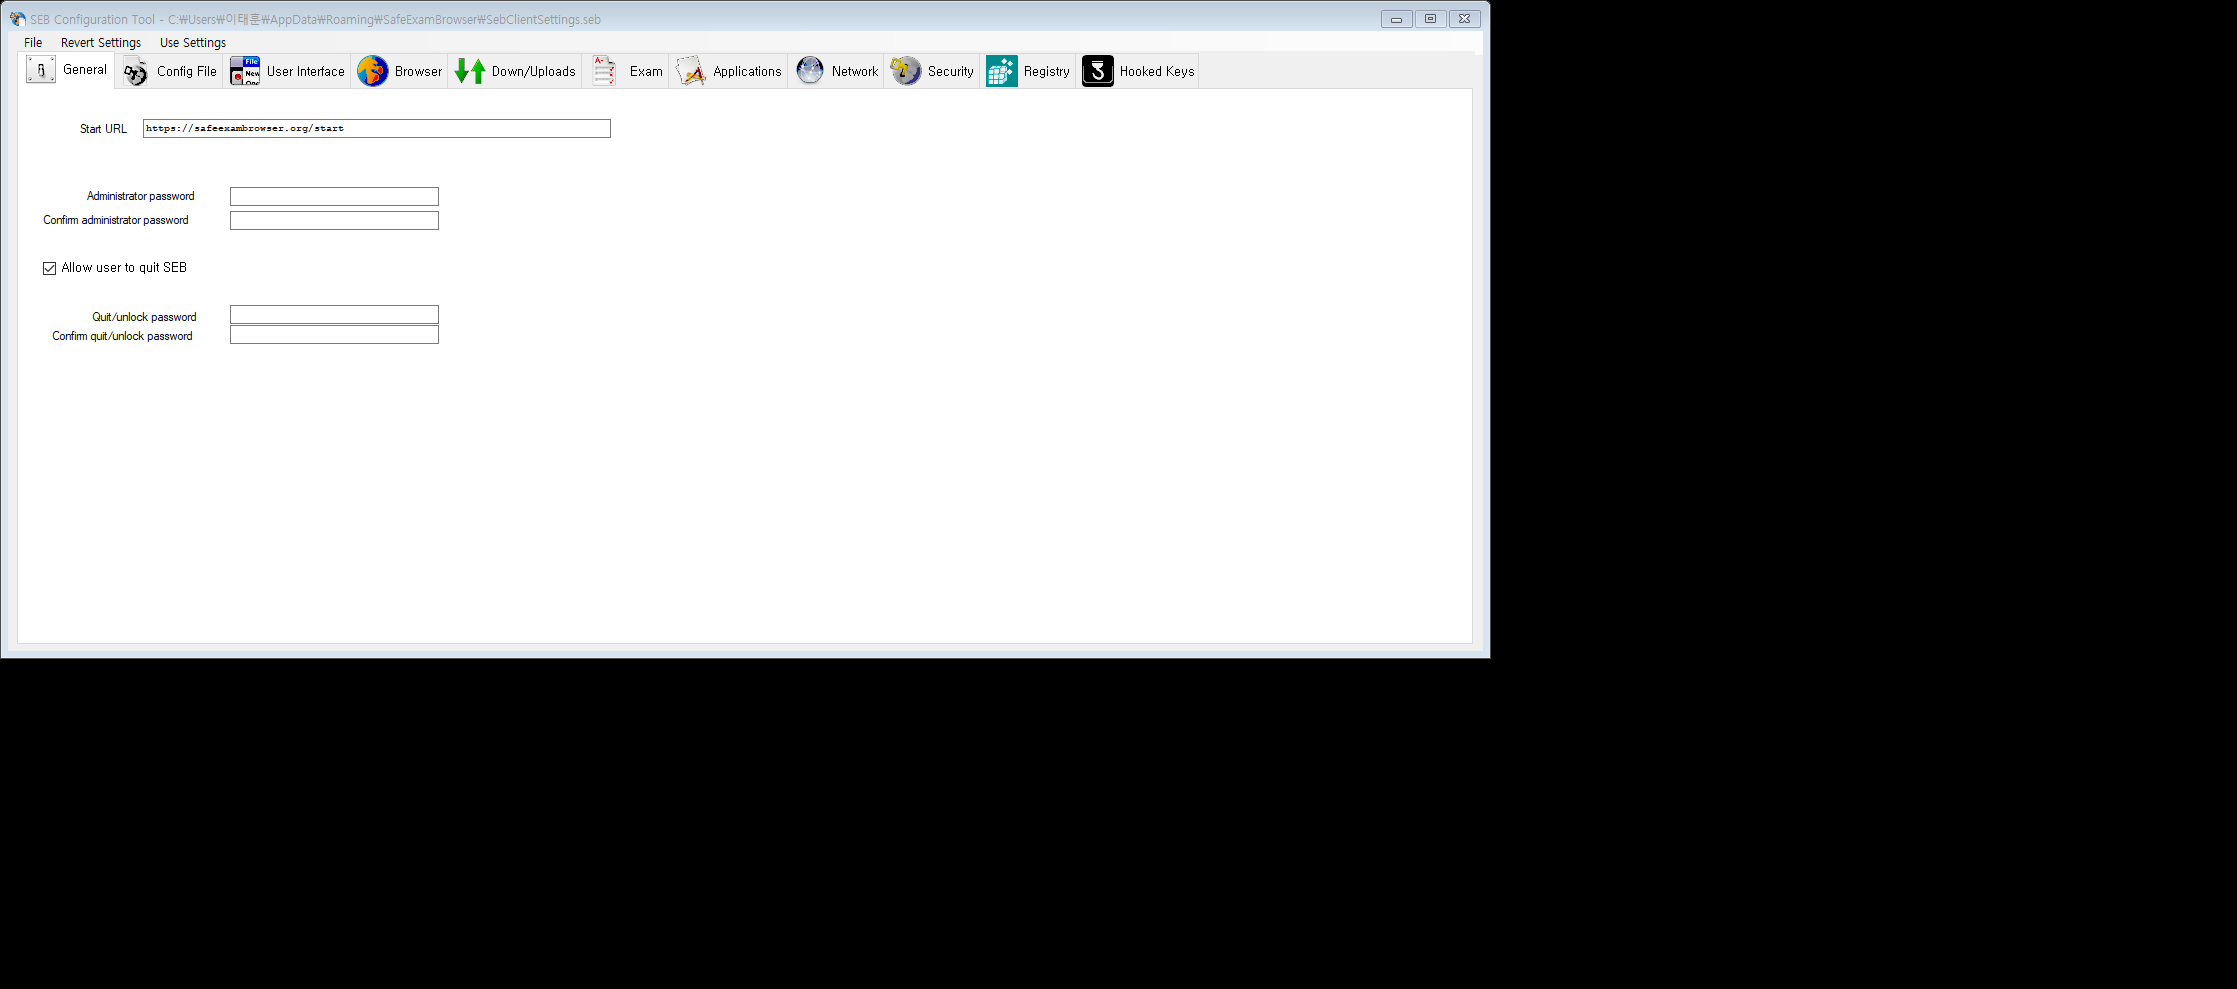 SEB Configuration Tool - C:₩Users₩이태훈₩AppData₩Roaming₩SafeExamBrowser₩SebClientSettings.seb
File Revert Settings Use Settings
General Config File User Interface Browser Down/Uploads Exam Applications Network Security Registry Hooked Keys
Start URL https://safeexambrowser.org/start
Administrator password
Confirm administrator password
Allow user to quit SEB
Quit/unlock password
Confirm quit/unlock password